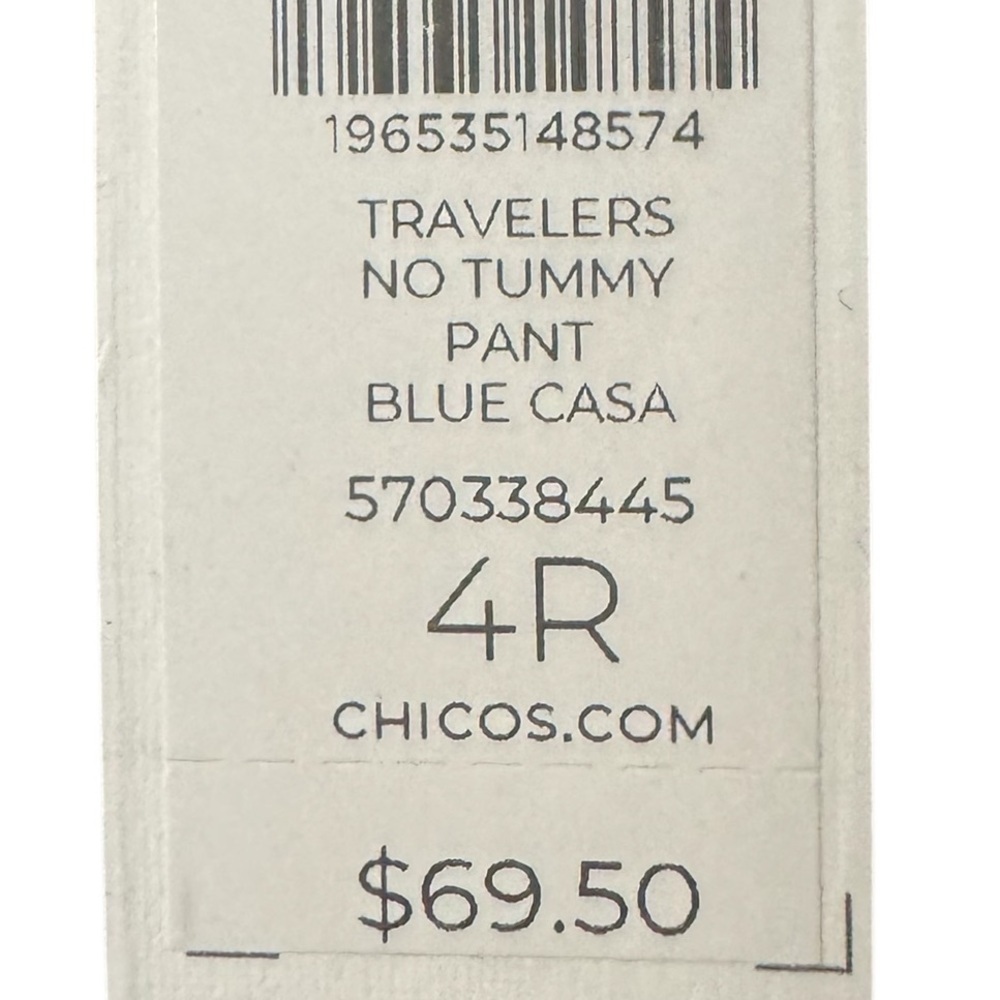 196535148574
TRAVELERS
NO TUMMY
PANT
BLUE CASA
570338445
4R
CHICOS.COM
$69.50